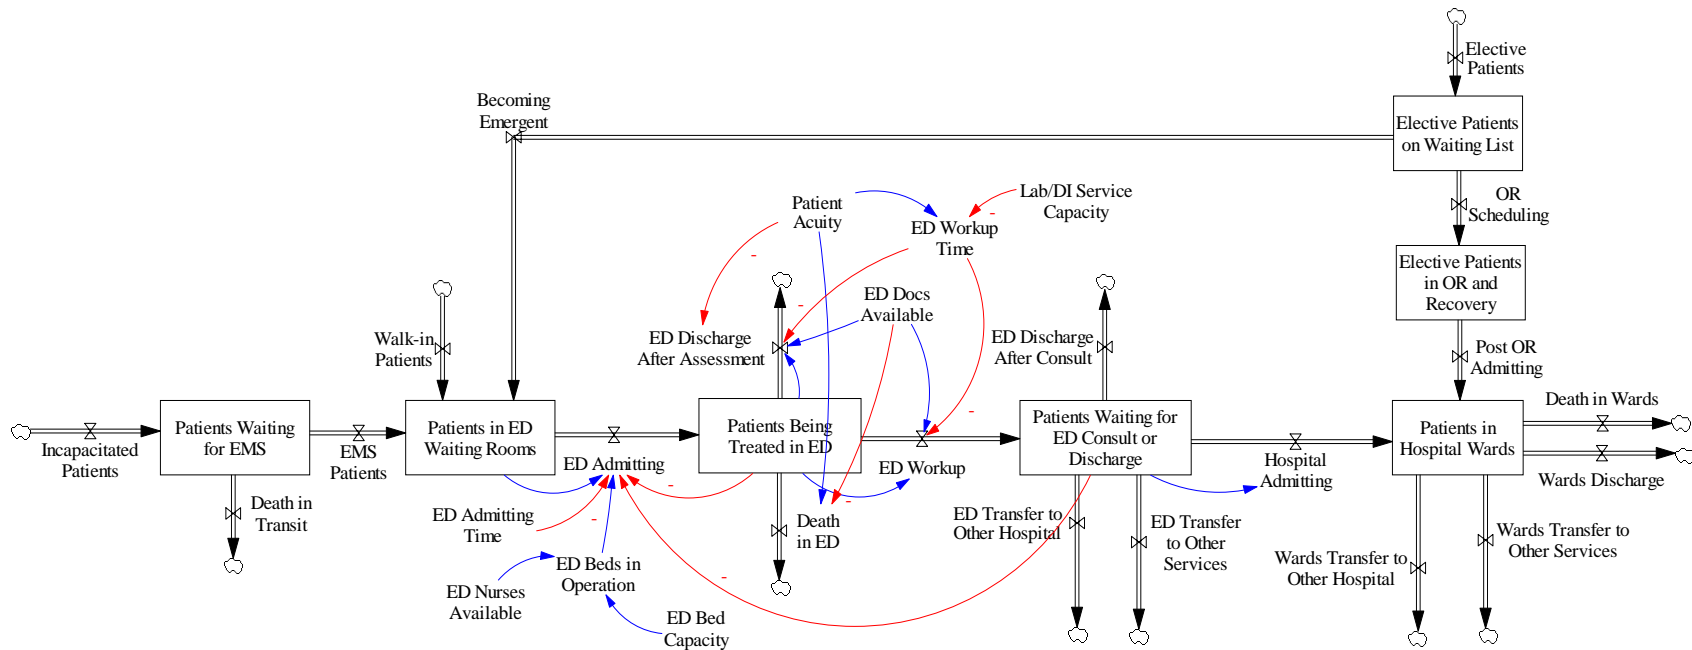 Elective
Patients
Becoming
Emergent
Elective Patients
on Waiting List
Patient
Acuity
Lab/DI Service
Capacity
OR
Scheduling
ED Workup
Time
-
-
Elective Patients
in OR and
Recovery
ED Docs
Available
-
Walk-in
Patients
ED Discharge
After Assessment
ED Discharge
After Consult
Post OR
Admitting
Death in Wards
Incapacitated
Patients
Patients Waiting
for EMS
EMS
Patients
Patients in ED
Waiting Rooms
ED Admitting
Patients Being
Treated in ED
-
ED Workup
Patients Waiting for
ED Consult or
Discharge
Hospital
Admitting
Patients in
Hospital Wards
Wards Discharge
-
-
Death in
Transit
ED Admitting
Time
-
Death
in ED
ED Transfer to
Other Hospital
ED Transfer
to Other
Services
Wards Transfer to
Other Services
Wards Transfer to
Other Hospital
ED Beds in
Operation
-
ED Nurses
Available
ED Bed
Capacity